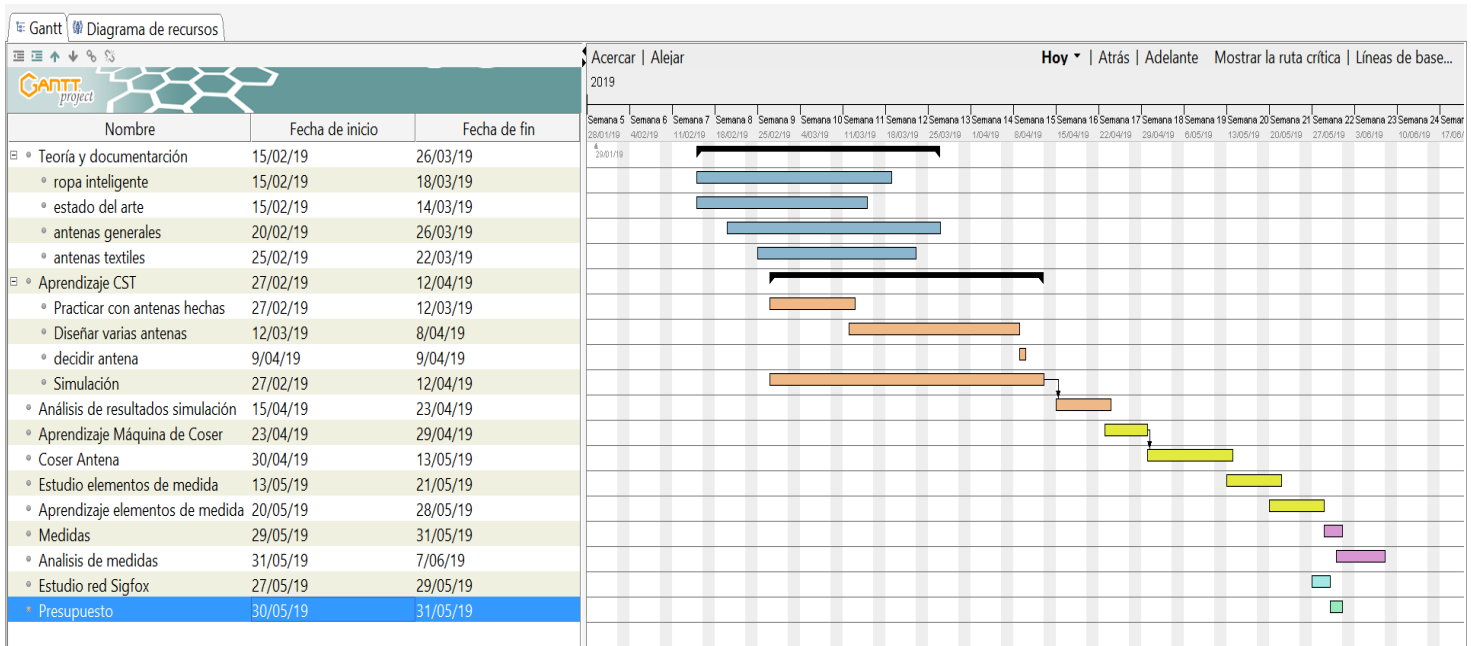 Gantt Diagrama de recursos
Acercar | Alejar Hoy Atrás | Adelante Mostrar la ruta crítica | Líneas de base...
GANTT
project
2019
Semana 5 Semana 6 Semana 7 Semana 8 Semana 9 Semana 10 Semana 11 Semana 12 Semana 13 Semana 14 Semana 15 Semana 16 Semana 17 Semana 18 Semana 19 Semana 20 Semana 21 Semana 22 Semana 23 Semana 24 Semar
28/01/19 4/02/19 11/02/19 18/02/19 25/02/19 4/03/19 11/03/19 18/03/19 25/03/19 1/04/19 8/04/19 15/04/19 22/04/19 29/04/19 6/05/19 13/05/19 20/05/19 27/05/19 3/06/19 10/06/19 17/06/
29/01/19
Nombre Fecha de inicio Fecha de fin
Teoría y documentarción 15/02/19 26/03/19
ropa inteligente 15/02/19 18/03/19
estado del arte 15/02/19 14/03/19
antenas generales 20/02/19 26/03/19
antenas textiles 25/02/19 22/03/19
Aprendizaje CST 27/02/19 12/04/19
Practicar con antenas hechas 27/02/19 12/03/19
Diseñar varias antenas 12/03/19 8/04/19
decidir antena 9/04/19 9/04/19
Simulación 27/02/19 12/04/19
Análisis de resultados simulación 15/04/19 23/04/19
Aprendizaje Máquina de Coser 23/04/19 29/04/19
Coser Antena 30/04/19 13/05/19
Estudio elementos de medida 13/05/19 21/05/19
Aprendizaje elementos de medida 20/05/19 28/05/19
Medidas 29/05/19 31/05/19
Analisis de medidas 31/05/19 7/06/19
Estudio red Sigfox 27/05/19 29/05/19
Presupuesto 30/05/19 31/05/19